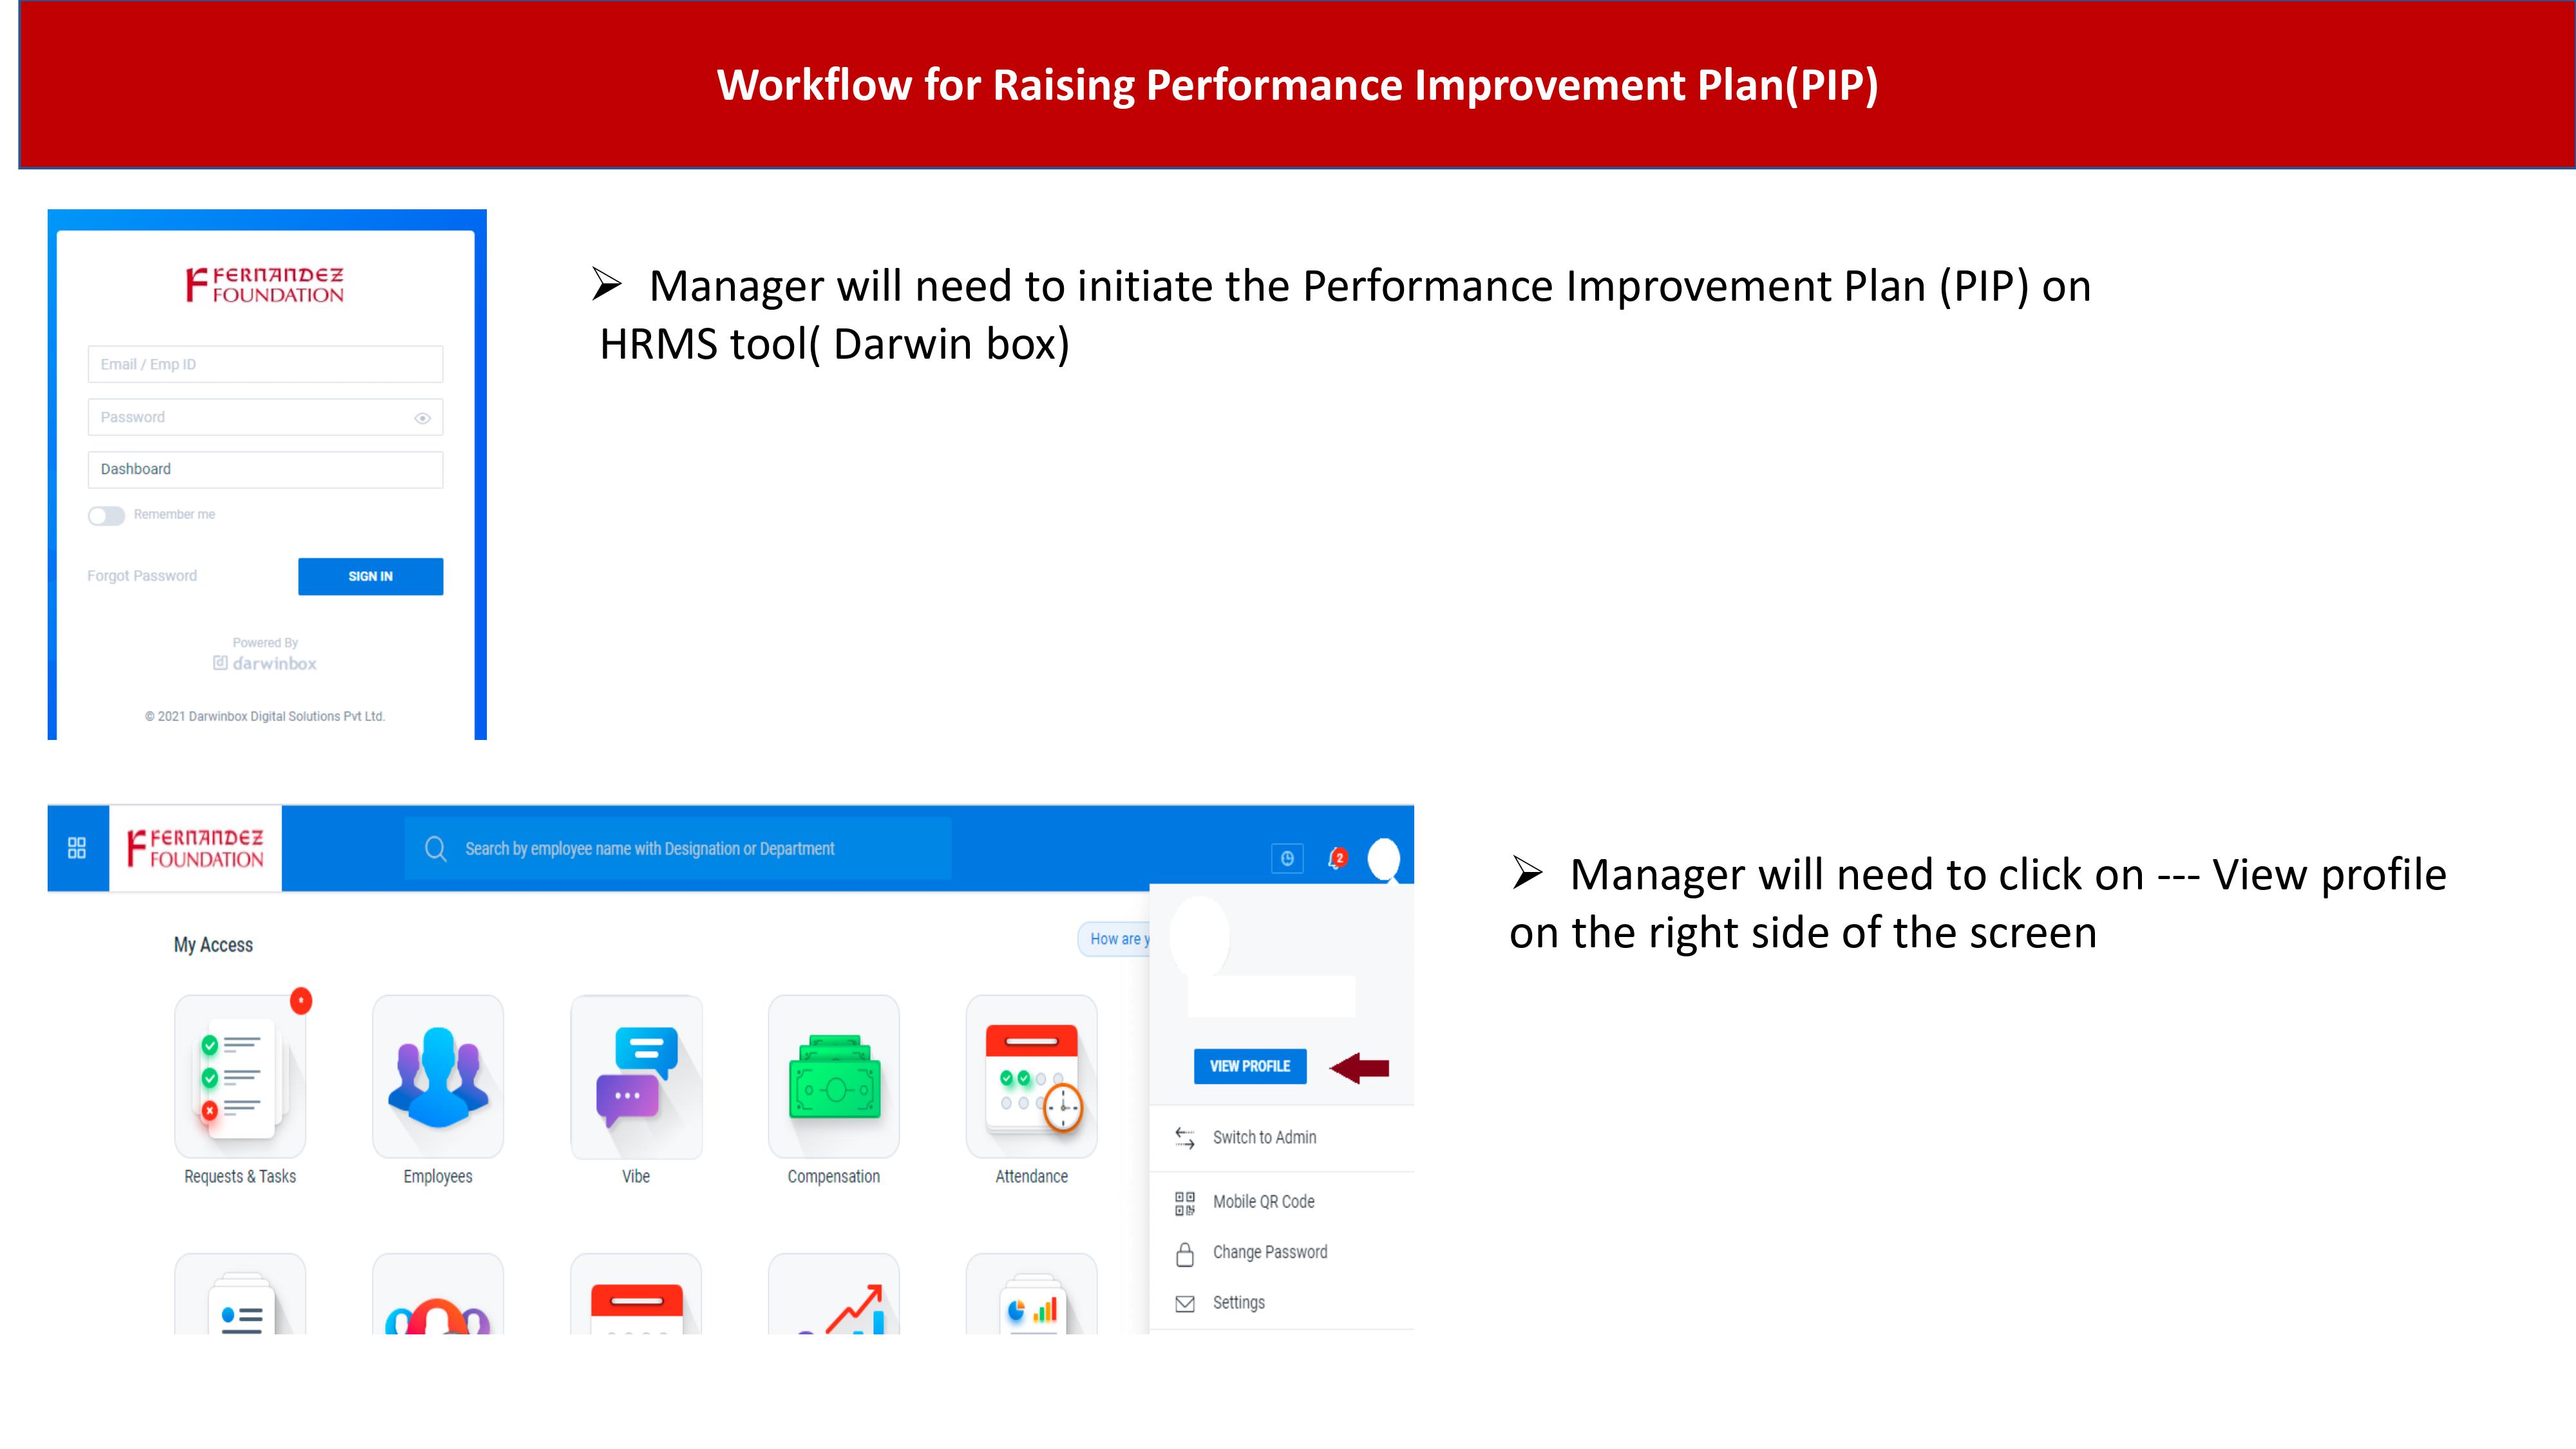 Workflow for Raising Performance Improvement Plan(PIP)
FERNANDEZ
FOUNDATION
Email / Emp ID
Password
Dashboard
Remember me
Forgot Password
SIGN IN
Powered By
darwinbox
© 2021 Darwinbox Digital Solutions Pvt Ltd.
➢ Manager will need to initiate the Performance Improvement Plan (PIP) on
HRMS tool( Darwin box)
FERNANDEZ
FOUNDATION
Search by employee name with Designation or Department
2
My Access
How are y
VIEW PROFILE
Requests & Tasks
Employees
Vibe
Compensation
Attendance
Switch to Admin
Mobile QR Code
Change Password
Settings
➢ Manager will need to click on --- View profile
on the right side of the screen